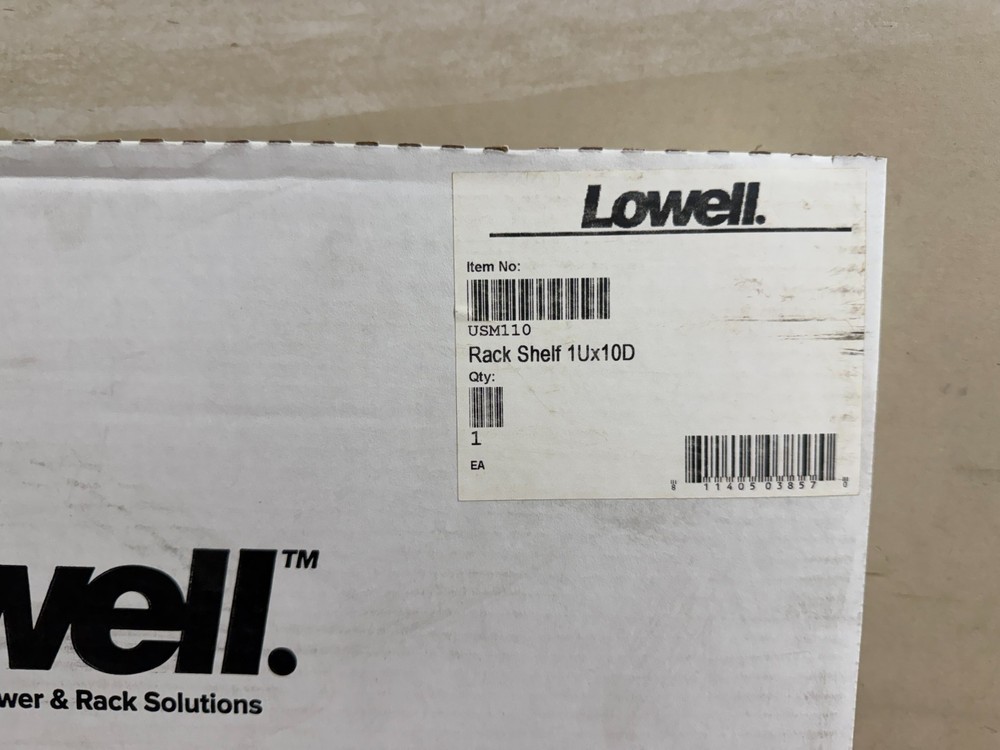 Lowell.
Item No:
USM110
Rack Shelf 1Ux10D
Qty:
1
EA
8 11405 03857 0
well.™
wer & Rack Solutions